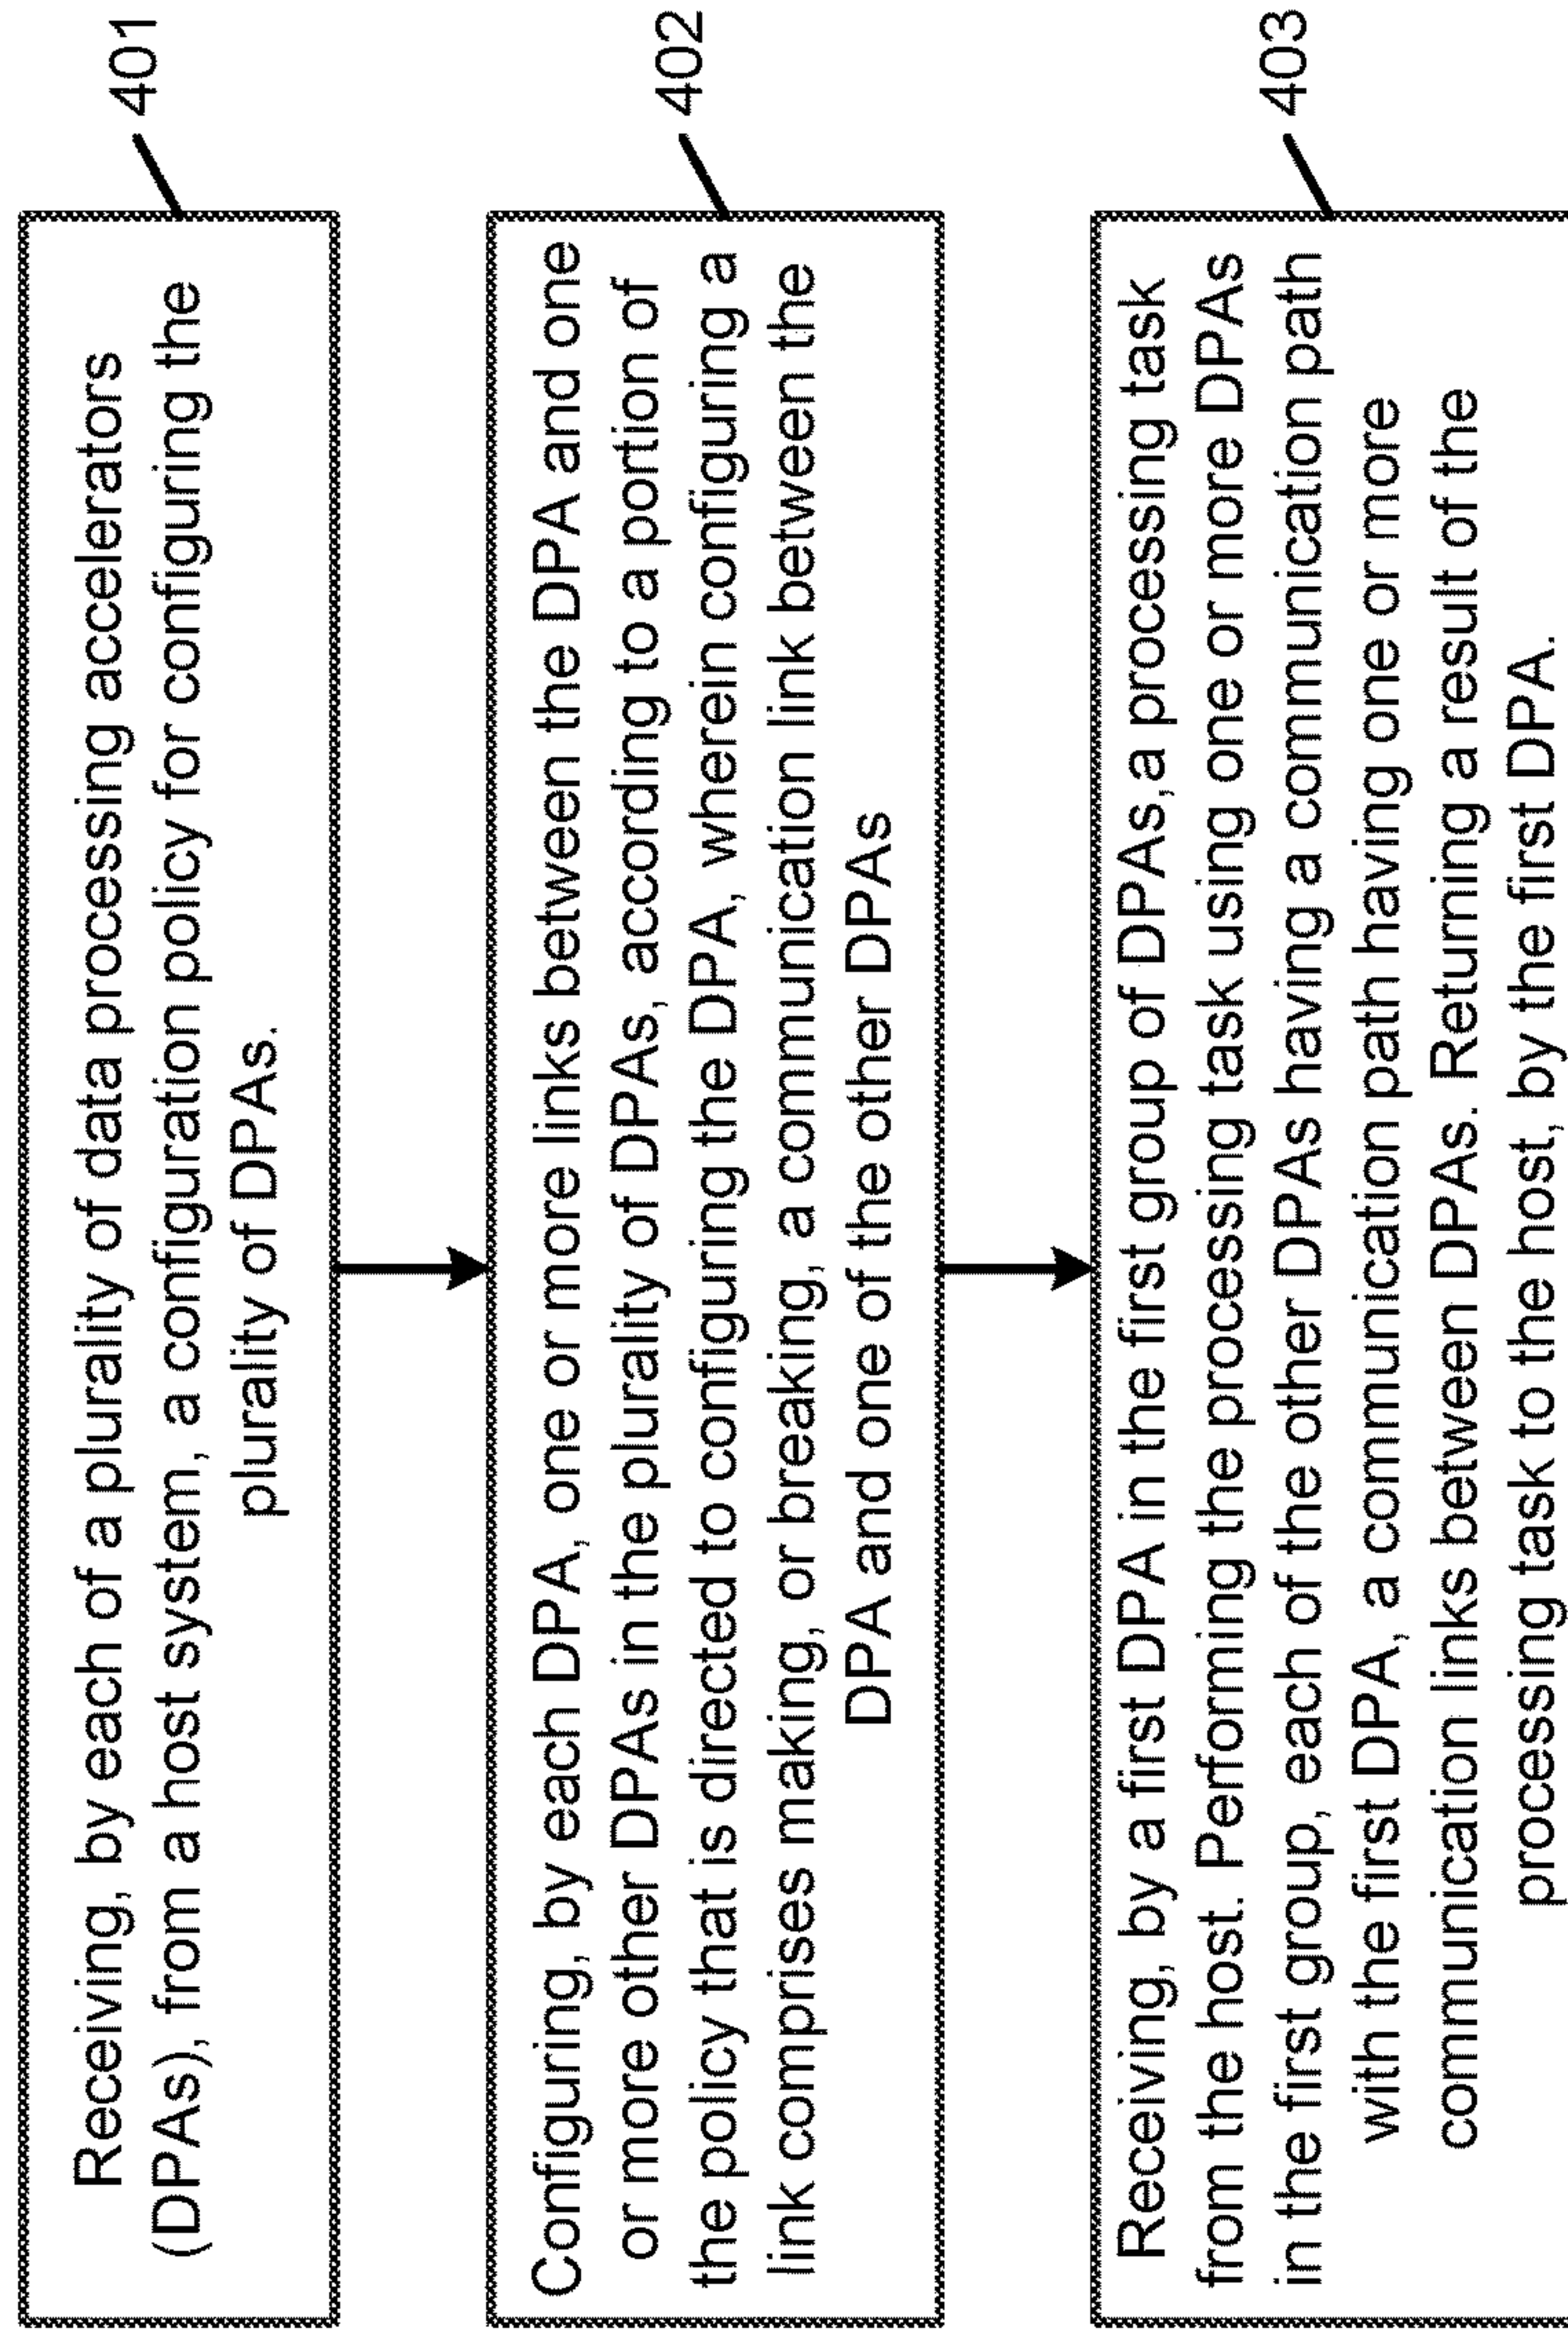 Receiving, by each of a plurality of data processing accelerators
(DPAs), from a host system, a configuration policy for configuring the
plurality of DPAs.
401
Configuring, by each DPA, one or more links between the DPA and one
or more other DPAs in the plurality of DPAs, according to a portion of
the policy that is directed to configuring the DPA, wherein configuring a
link comprises making, or breaking, a communication link between the
DPA and one of the other DPAs
402
Receiving, by a first DPA in the first group of DPAs,a processing task
from the host. Performing the processing task using one or more DPAs
in the first group, each of the other DPAs having a communication path
with the first DPA, a communication path having one or more
communication links between DPAs. Returning a result of the
processing task to the host, by the first DPA.
403